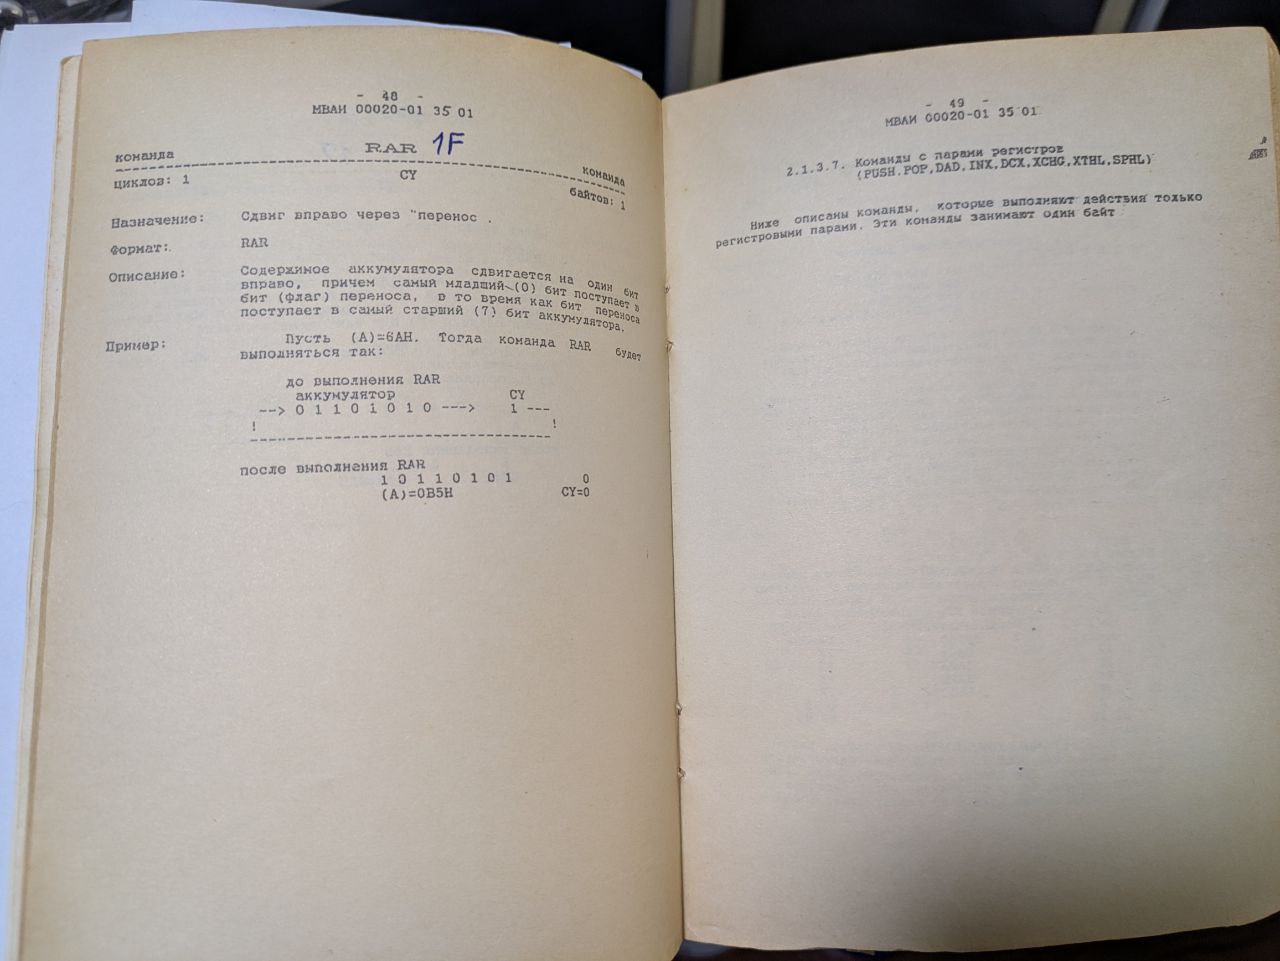 - 48 -
МВАИ 00020-01 35 01
команда RAR 1F команда
циклов: 1 CY байтов: 1
Назначение: Сдвиг вправо через "перенос .
Формат: RAR
Описание: Содержимое аккумулятора сдвигается на один бит
вправо, причем самый младший (0) бит поступает в
бит (флаг) переноса, в то время как бит переноса
поступает в самый старший (7) бит аккумулятора.
Пример: Пусть (A)=6AH. Тогда команда RAR будет
выполняться так:
до выполнения RAR
аккумулятор CY
--> 0 1 1 0 1 0 1 0 ---> 1 ---
! !
---------------------------------
после выполнения RAR
1 0 1 1 0 1 0 1 0
(A)=0B5H CY=0
- 49 -
МВАИ 00020-01 35 01
2.1.3.7. Команды с парами регистров
(PUSH,POP,DAD,INX,DCX,XCHG,XTHL,SPHL)
Ниже описаны команды, которые выполняют действия только
регистровыми парами. Эти команды занимают один байт